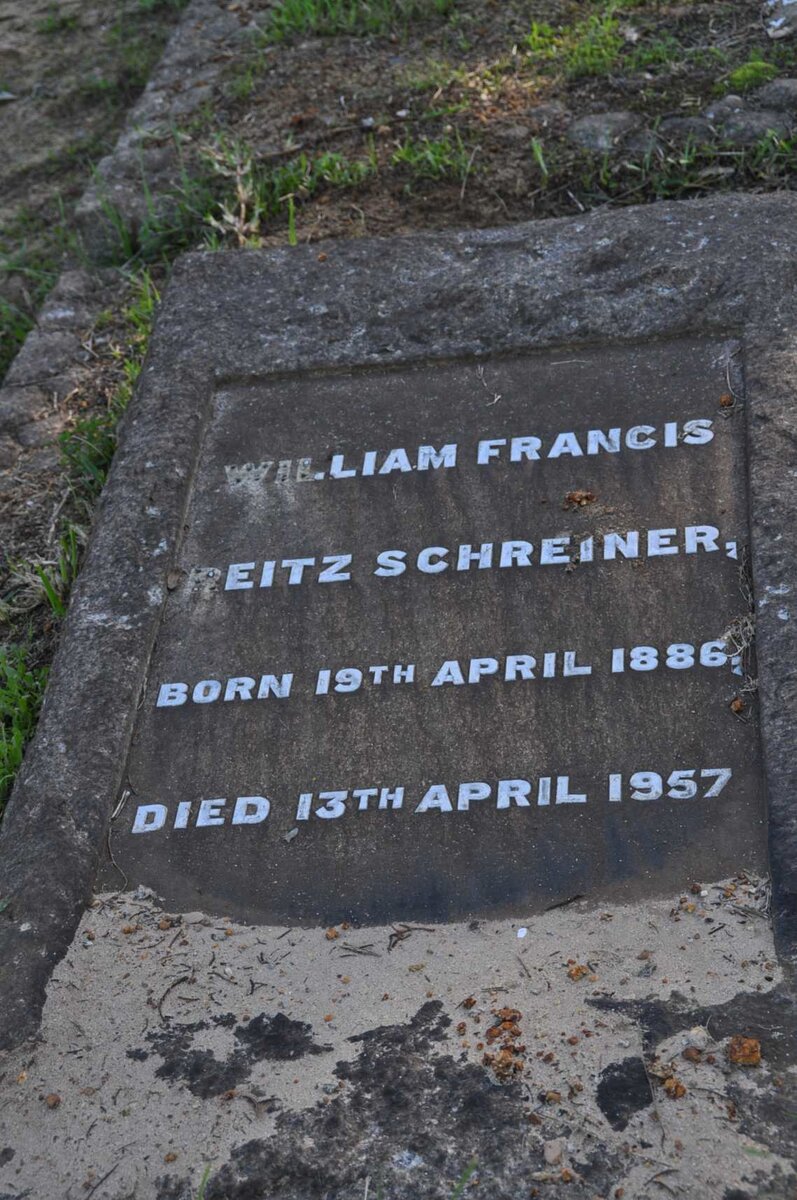 WILLIAM FRANCIS
REITZ SCHREINER,
BORN 19TH APRIL 1886,
DIED 13TH APRIL 1957